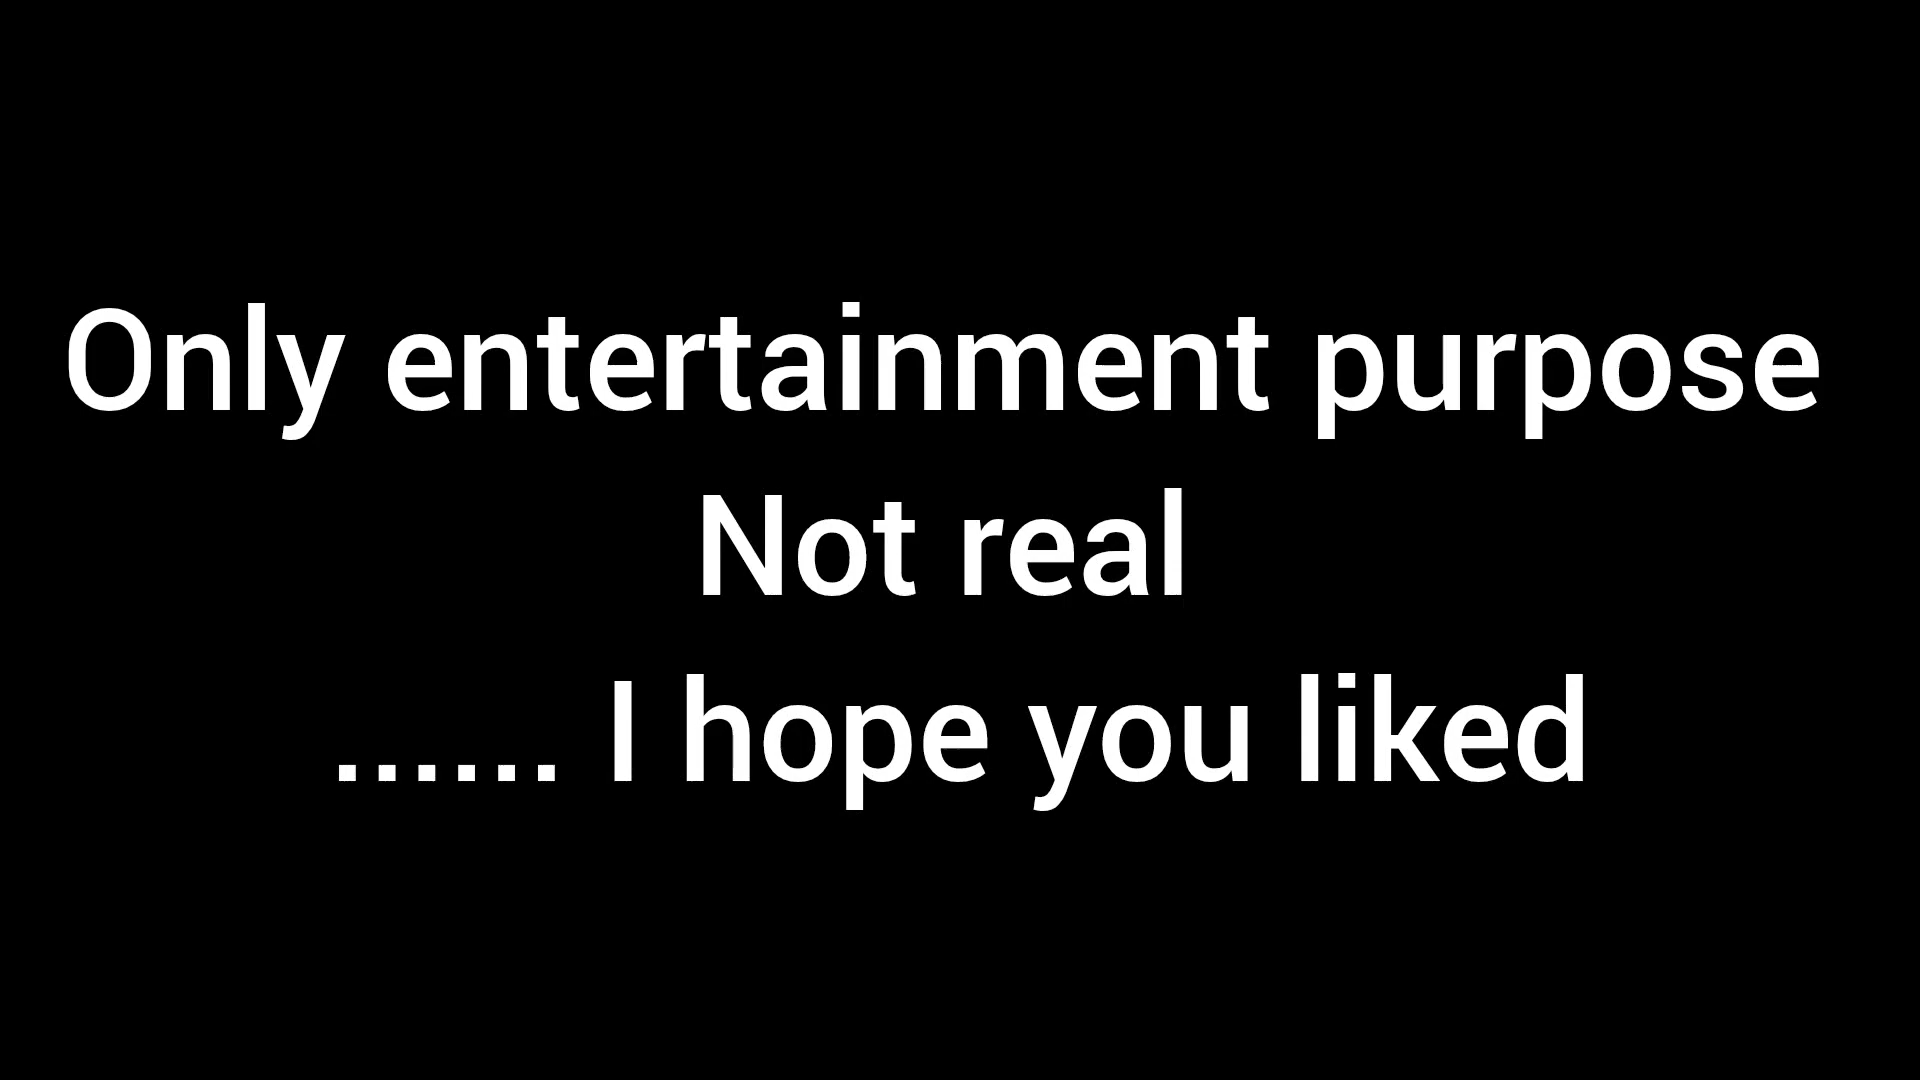 Only entertainment purpose
Not real
...... I hope you liked